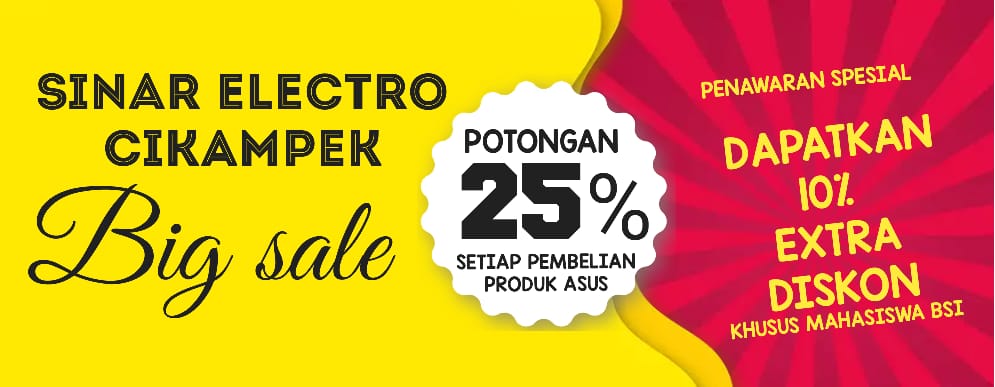 SINAR ELECTRO
CIKAMPEK
Big sale
POTONGAN
25%
SETIAP PEMBELIAN
PRODUK ASUS
PENAWARAN SPESIAL
DAPATKAN
10%
EXTRA
DISKON
KHUSUS MAHASISWA BSI